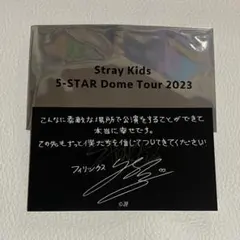 Stray Kids
5-STAR Dome Tour 2023
こんなに素敵な場所で公演をすることができて
本当に幸せです。
この先もずっと僕たちを信じてついてきてください
フィリックス